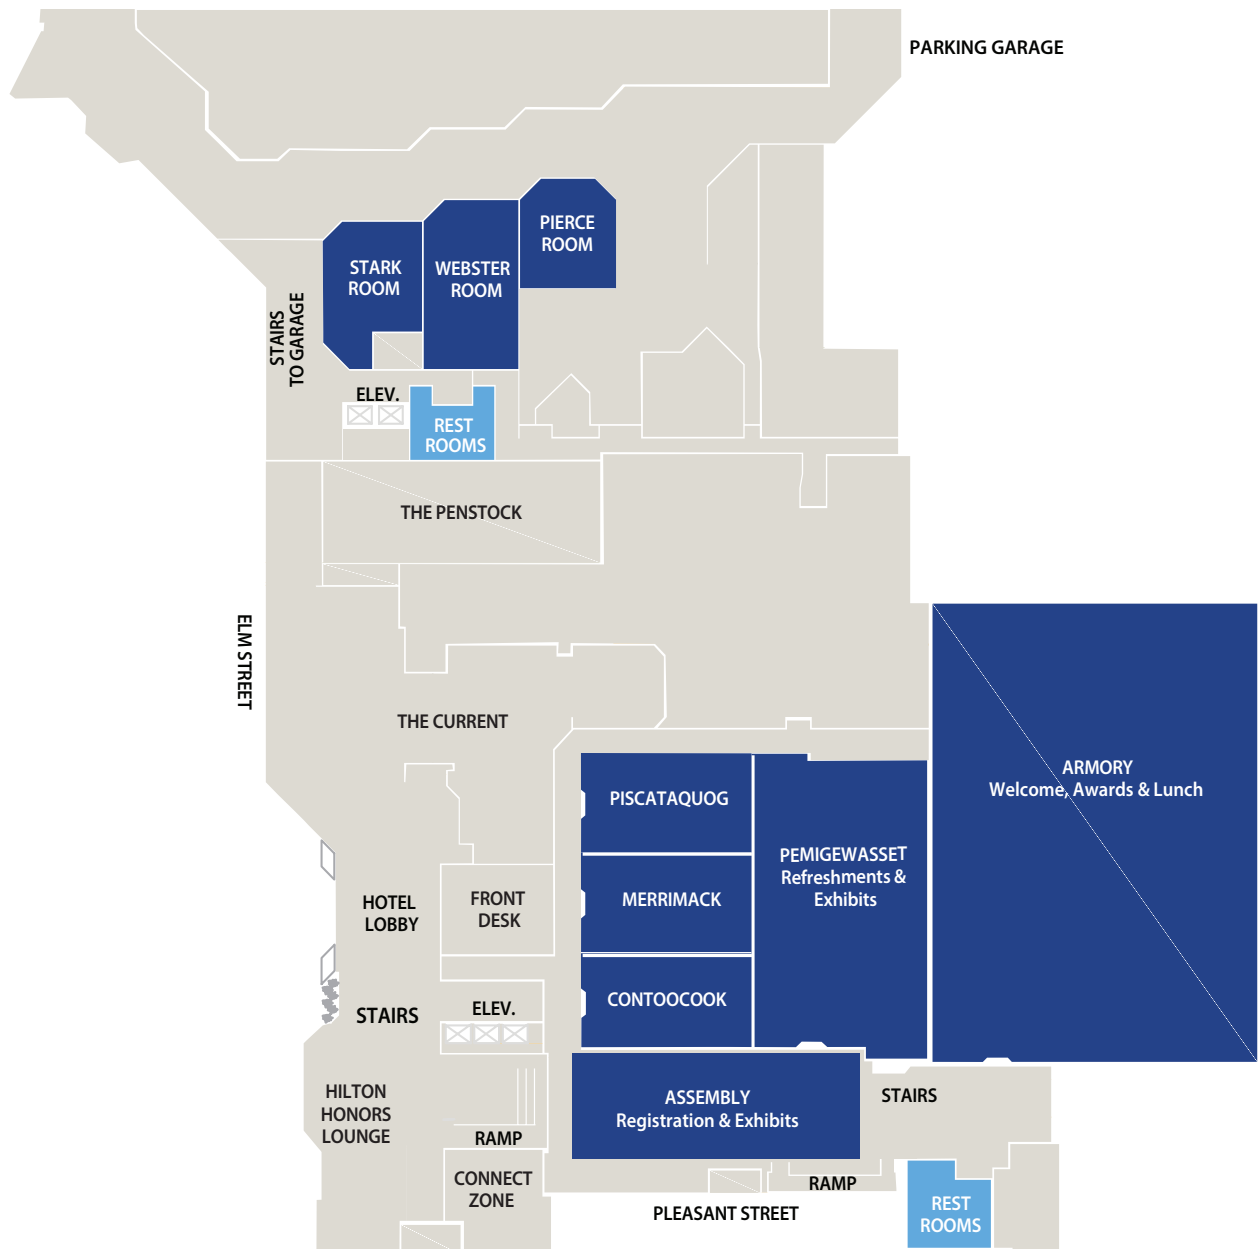 PARKING GARAGE
PIERCE
ROOM
STARK
ROOM
WEBSTER
ROOM
STAIRS
TO GARAGE
ELEV.
REST
ROOMS
THE PENSTOCK
ELM STREET
THE CURRENT
ARMORY
Welcome, Awards & Lunch
PISCATAQUOG
PEMIGEWASSET
Refreshments &
Exhibits
MERRIMACK
HOTEL
LOBBY
FRONT
DESK
CONTOOCOOK
STAIRS
ELEV.
HILTON
HONORS
LOUNGE
ASSEMBLY
Registration & Exhibits
STAIRS
RAMP
CONNECT
ZONE
RAMP
PLEASANT STREET
REST
ROOMS